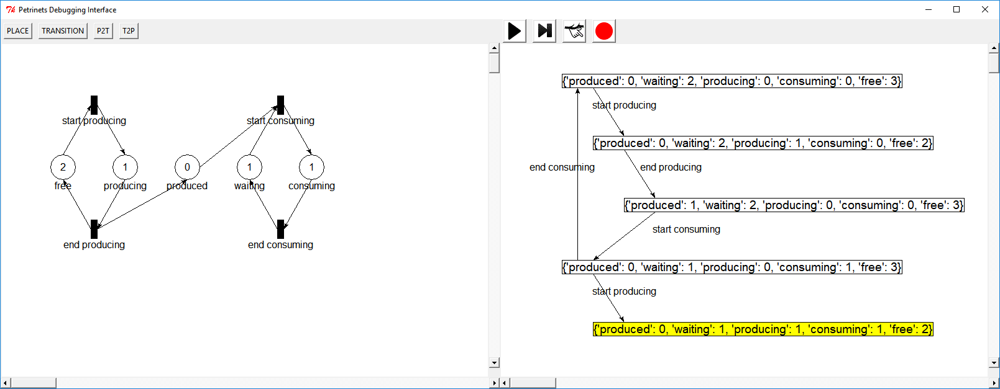 Petrinets Debugging Interface
PLACE
TRANSITION
P2T
T2P
start producing
start consuming
2
1
0
1
1
free
producing
produced
waiting
consuming
end producing
end consuming
{'produced': 0, 'waiting': 2, 'producing': 0, 'consuming': 0, 'free': 3}
start producing
{'produced': 0, 'waiting': 2, 'producing': 1, 'consuming': 0, 'free': 2}
end consuming
end producing
{'produced': 1, 'waiting': 2, 'producing': 0, 'consuming': 0, 'free': 3}
start consuming
{'produced': 0, 'waiting': 1, 'producing': 0, 'consuming': 1, 'free': 3}
start producing
{'produced': 0, 'waiting': 1, 'producing': 1, 'consuming': 1, 'free': 2}